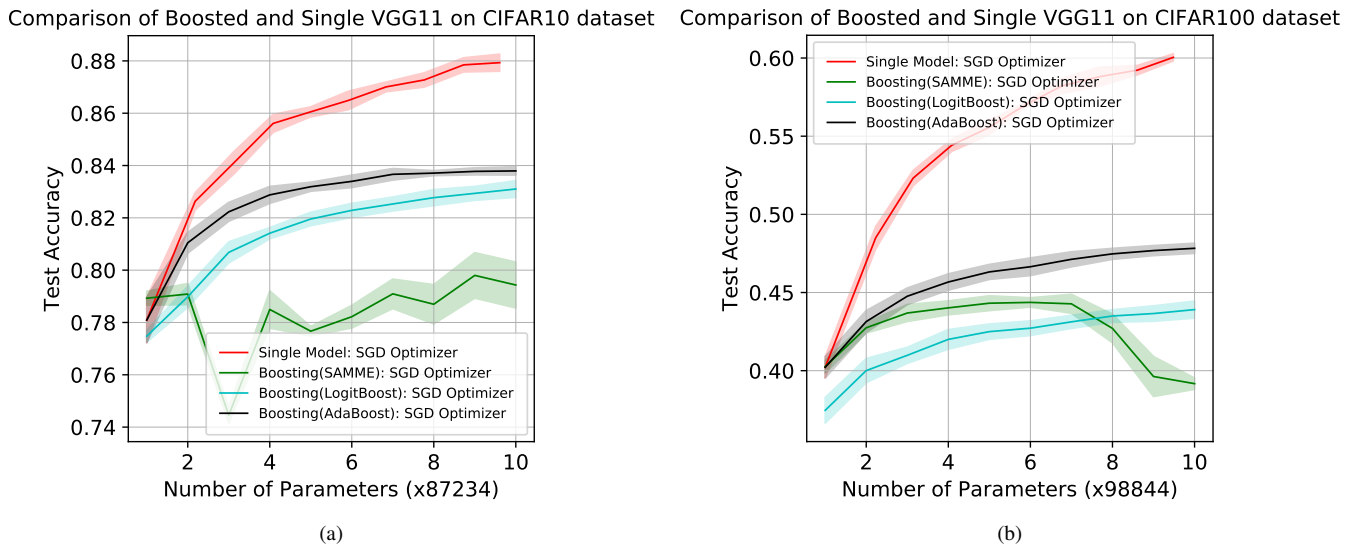 Comparison of Boosted and Single VGG11 on CIFAR10 dataset
0.88
0.86
0.84
0.82
0.80
0.78
0.76
0.74
Test Accuracy
Single Model: SGD Optimizer
Boosting(SAMME): SGD Optimizer
Boosting(LogitBoost): SGD Optimizer
Boosting(AdaBoost): SGD Optimizer
2 4 6 8 10
Number of Parameters (x87234)
(a)
Comparison of Boosted and Single VGG11 on CIFAR100 dataset
0.60
0.55
0.50
0.45
0.40
Test Accuracy
Single Model: SGD Optimizer
Boosting(SAMME): SGD Optimizer
Boosting(LogitBoost): SGD Optimizer
Boosting(AdaBoost): SGD Optimizer
2 4 6 8 10
Number of Parameters (x98844)
(b)